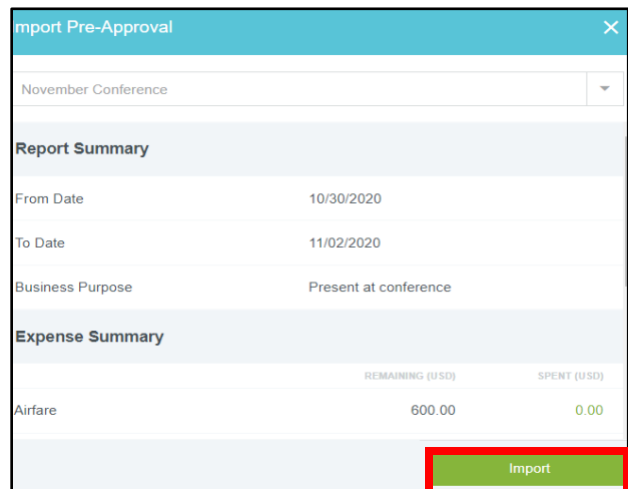 mport Pre-Approval
November Conference
Report Summary
From Date 10/30/2020
To Date 11/02/2020
Business Purpose Present at conference
Expense Summary
REMAINING (USD) SPENT (USD)
Airfare 600.00 0.00
Import